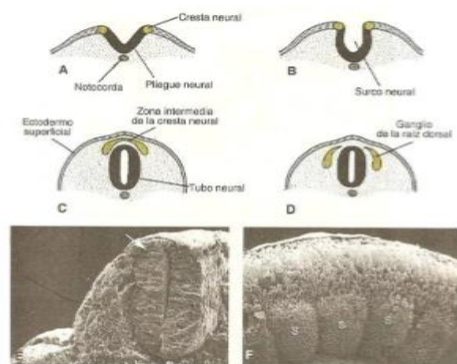 Cresta neural
A
Notocorda
Pliegue neural
B
Surco neural
Ectodermo
superficial
Zona intermedia
de la cresta neural
C
Tubo neural
Ganglio
de la raíz dorsal
D
E
F
S
S
S